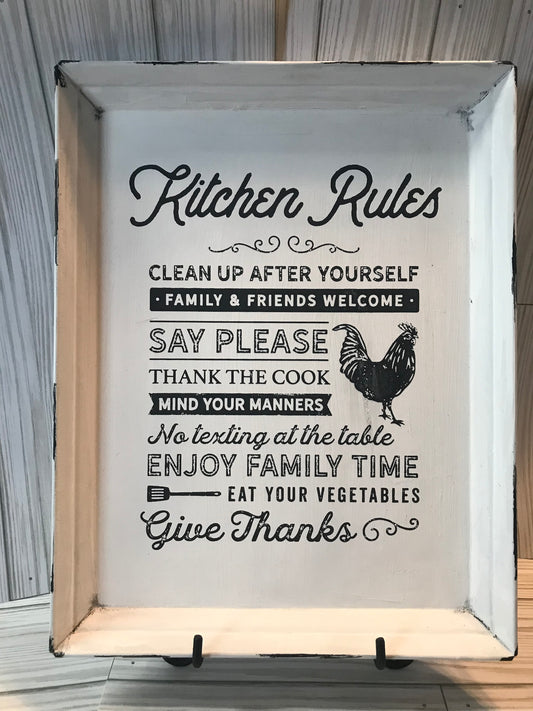 Kitchen Rules
CLEAN UP AFTER YOURSELF
· FAMILY & FRIENDS WELCOME ·
SAY PLEASE
THANK THE COOK
MIND YOUR MANNERS
No texting at the table
ENJOY FAMILY TIME
EAT YOUR VEGETABLES
Give Thanks